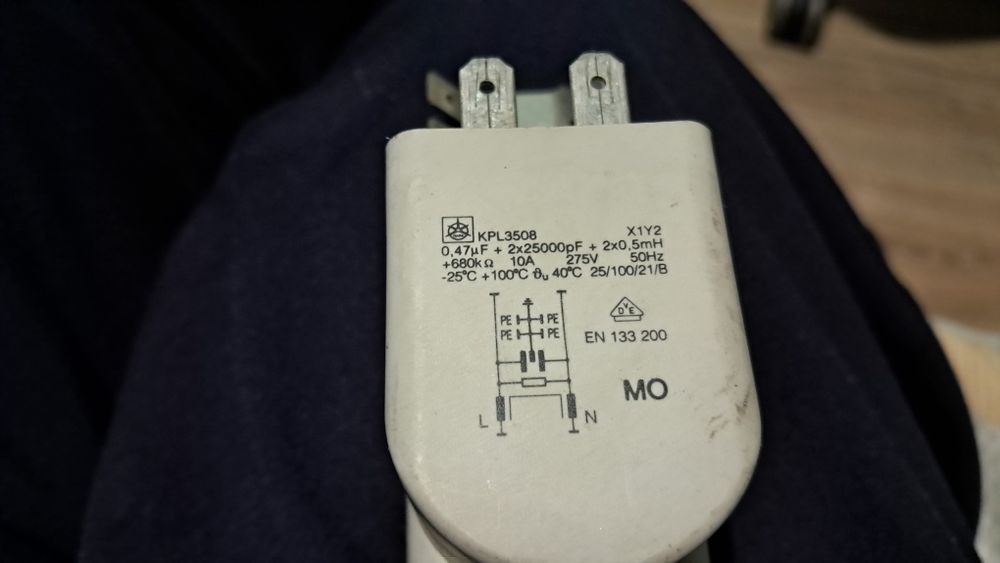 KPL3508 X1Y2
0,47µF + 2x25000pF + 2x0,5mH
+680kΩ 10A 275V 50Hz
-25°C +100°C ϑu 40°C 25/100/21/B
PE PE
PE PE
DVE
EN 133 200
MO
L N